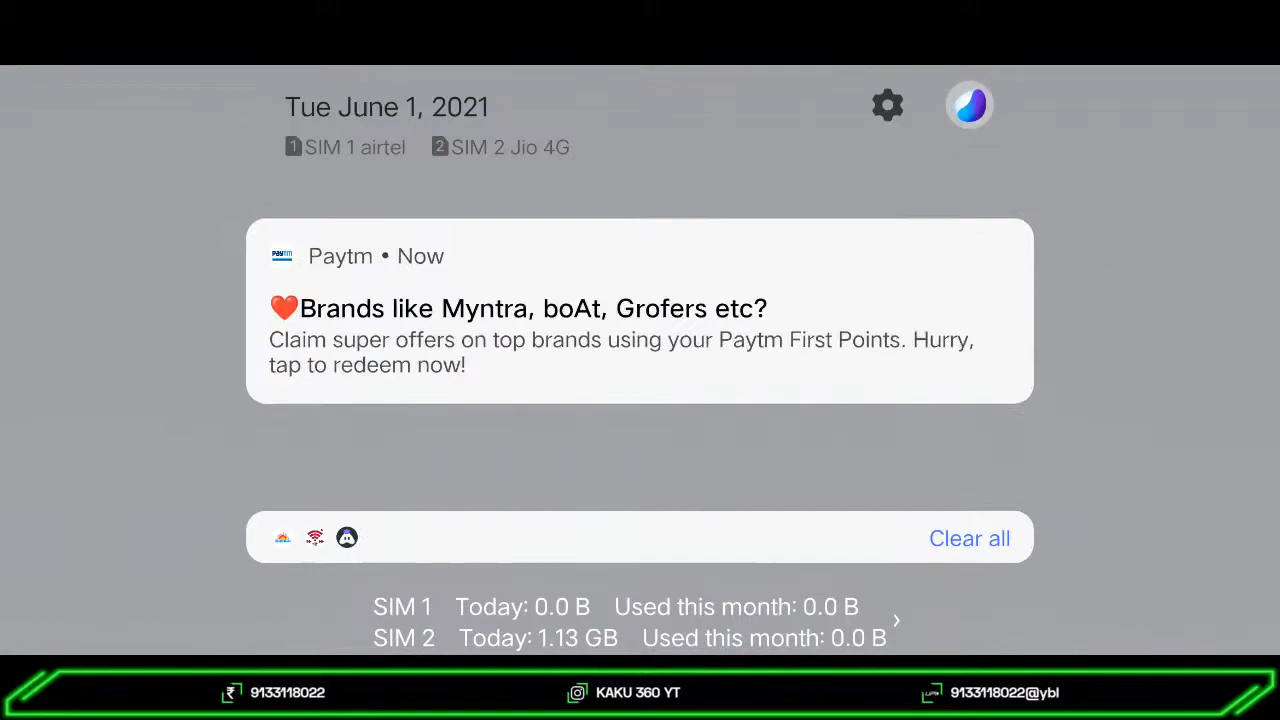 Tue June 1, 2021
1 SIM 1 airtel 2 SIM 2 Jio 4G
Paytm Paytm • Now
❤️Brands like Myntra, boAt, Grofers etc?
Claim super offers on top brands using your Paytm First Points. Hurry,
tap to redeem now!
Clear all
SIM 1 Today: 0.0 B Used this month: 0.0 B
SIM 2 Today: 1.13 GB Used this month: 0.0 B ›
₹ 9133118022 KAKU 360 YT UPI 9133118022@ybl